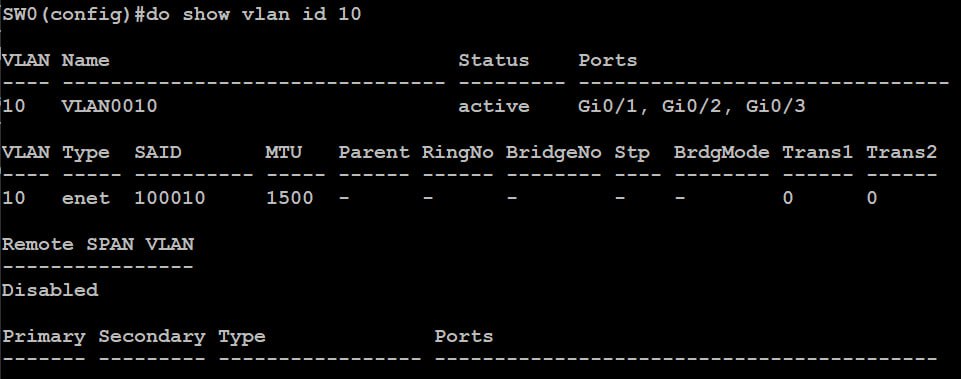 SW0(config)#do show vlan id 10
VLAN Name                             Status    Ports
---- -------------------------------- --------- -------------------------------
10   VLAN0010                         active    Gi0/1, Gi0/2, Gi0/3
VLAN Type  SAID       MTU   Parent RingNo BridgeNo Stp  BrdgMode Trans1 Trans2
---- ----- ---------- ----- ------ ------ -------- ---- -------- ------ ------
10   enet  100010     1500  -      -      -        -    -        0      0
Remote SPAN VLAN
----------------
Disabled
Primary Secondary Type              Ports
------- --------- ----------------- ------------------------------------------